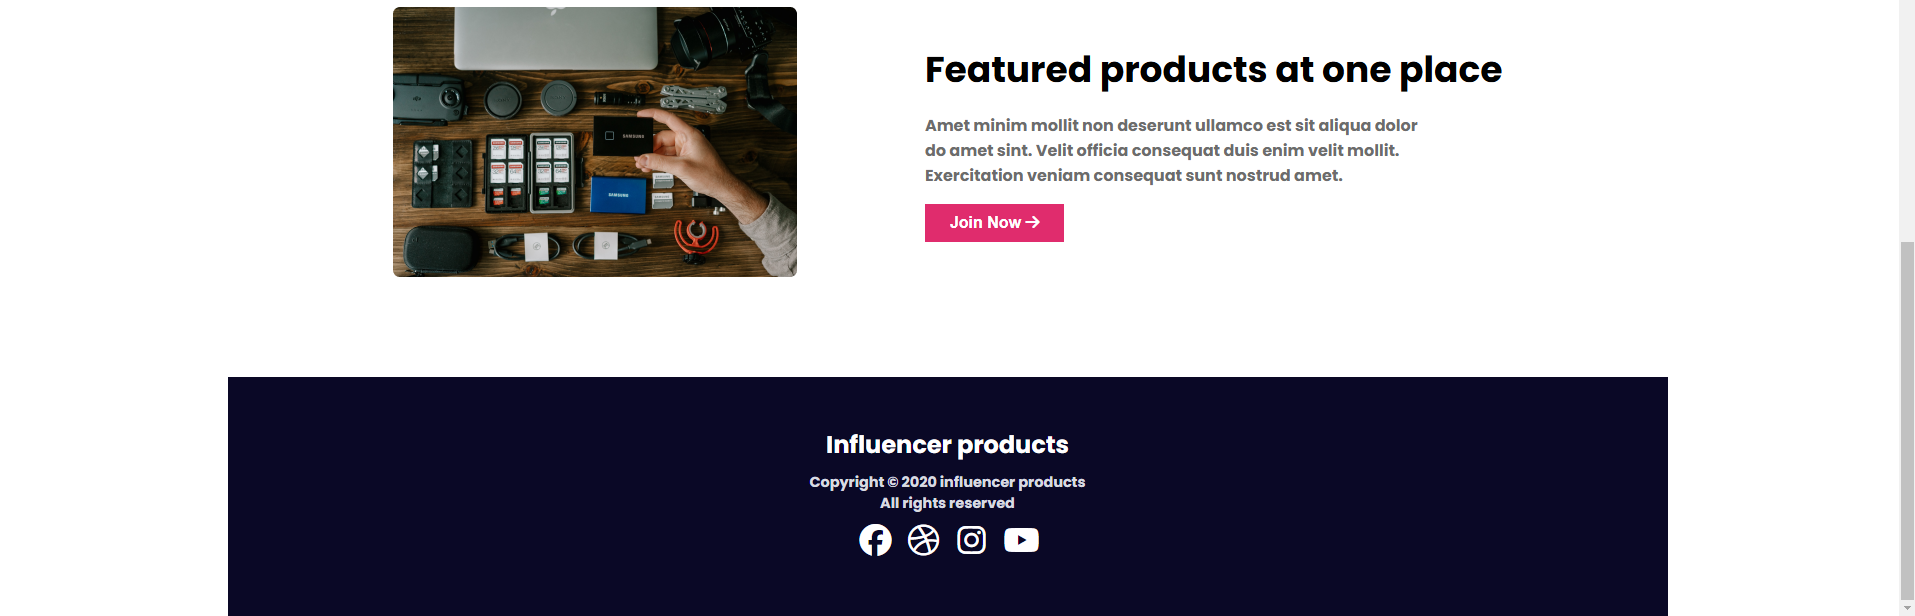 SAMSUNG
SAMSUNG
Featured products at one place
Amet minim mollit non deserunt ullamco est sit aliqua dolor
do amet sint. Velit officia consequat duis enim velit mollit.
Exercitation veniam consequat sunt nostrud amet.
Join Now
Influencer products
Copyright © 2020 influencer products
All rights reserved